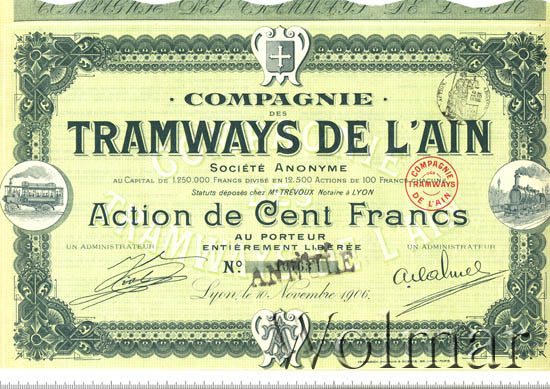 COMPAGNIE
DES
TRAMWAYS DE L'AIN
SOCIÉTÉ ANONYME
AU CAPITAL DE 1.250.000 FRANCS DIVISÉ EN 12.500 ACTIONS DE 100 FRANCS
Statuts déposés chez Me TRÉVOUX Notaire à LYON
COMPAGNIE
des
TRAMWAYS
DE L'AIN
Action de Cent Francs
AU PORTEUR
ENTIÈREMENT LIBÉRÉE
UN ADMINISTRATEUR
UN ADMINISTRATEUR
No
ANNULÉE
Lyon, le 10 Novembre 1906.
Wolmar